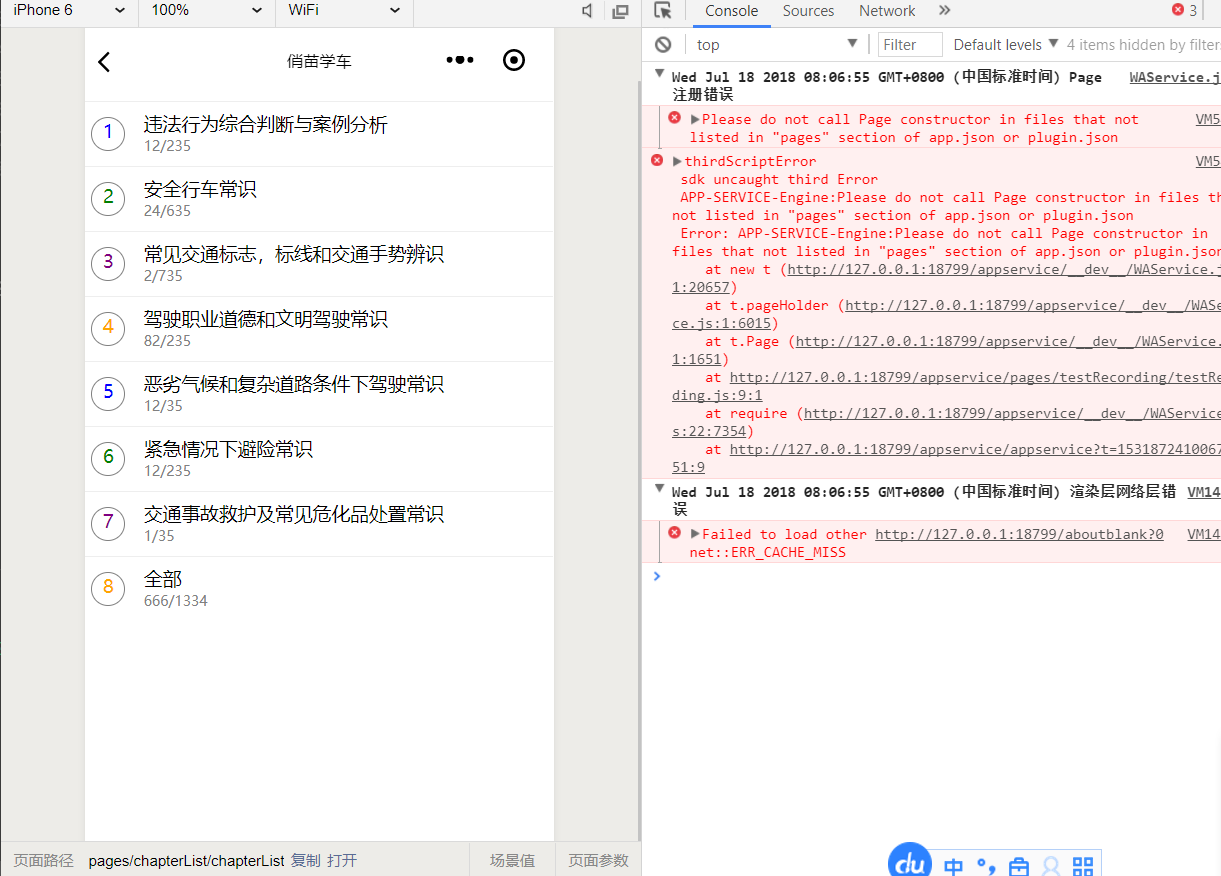 iPhone 6 100% WiFi
俏苗学车
1 违法行为综合判断与案例分析
12/235
2 安全行车常识
24/635
3 常见交通标志，标线和交通手势辨识
2/735
4 驾驶职业道德和文明驾驶常识
82/235
5 恶劣气候和复杂道路条件下驾驶常识
12/35
6 紧急情况下避险常识
12/235
7 交通事故救护及常见危化品处置常识
1/35
8 全部
666/1334
页面路径 pages/chapterList/chapterList 复制 打开 场景值 页面参数
Console Sources Network 3
top Filter Default levels 4 items hidden by filters
Wed Jul 18 2018 08:06:55 GMT+0800 (中国标准时间) Page WAService.j
注册错误
Please do not call Page constructor in files that not VM5
listed in "pages" section of app.json or plugin.json
thirdScriptError VM5
sdk uncaught third Error
APP-SERVICE-Engine:Please do not call Page constructor in files th
not listed in "pages" section of app.json or plugin.json
Error: APP-SERVICE-Engine:Please do not call Page constructor in
files that not listed in "pages" section of app.json or plugin.json
at new t (http://127.0.0.1:18799/appservice/__dev__/WAService.j
1:20657)
at t.pageHolder (http://127.0.0.1:18799/appservice/__dev__/WASe
ce.js:1:6015)
at t.Page (http://127.0.0.1:18799/appservice/__dev__/WAService.
1:1651)
at http://127.0.0.1:18799/appservice/pages/testRecording/testRe
ding.js:9:1
at require (http://127.0.0.1:18799/appservice/__dev__/WAService
s:22:7354)
at http://127.0.0.1:18799/appservice/appservice?t=1531872410067
51:9
Wed Jul 18 2018 08:06:55 GMT+0800 (中国标准时间) 渲染层网络层错 VM14
误
Failed to load other http://127.0.0.1:18799/aboutblank?0 VM14
net::ERR_CACHE_MISS
du 中